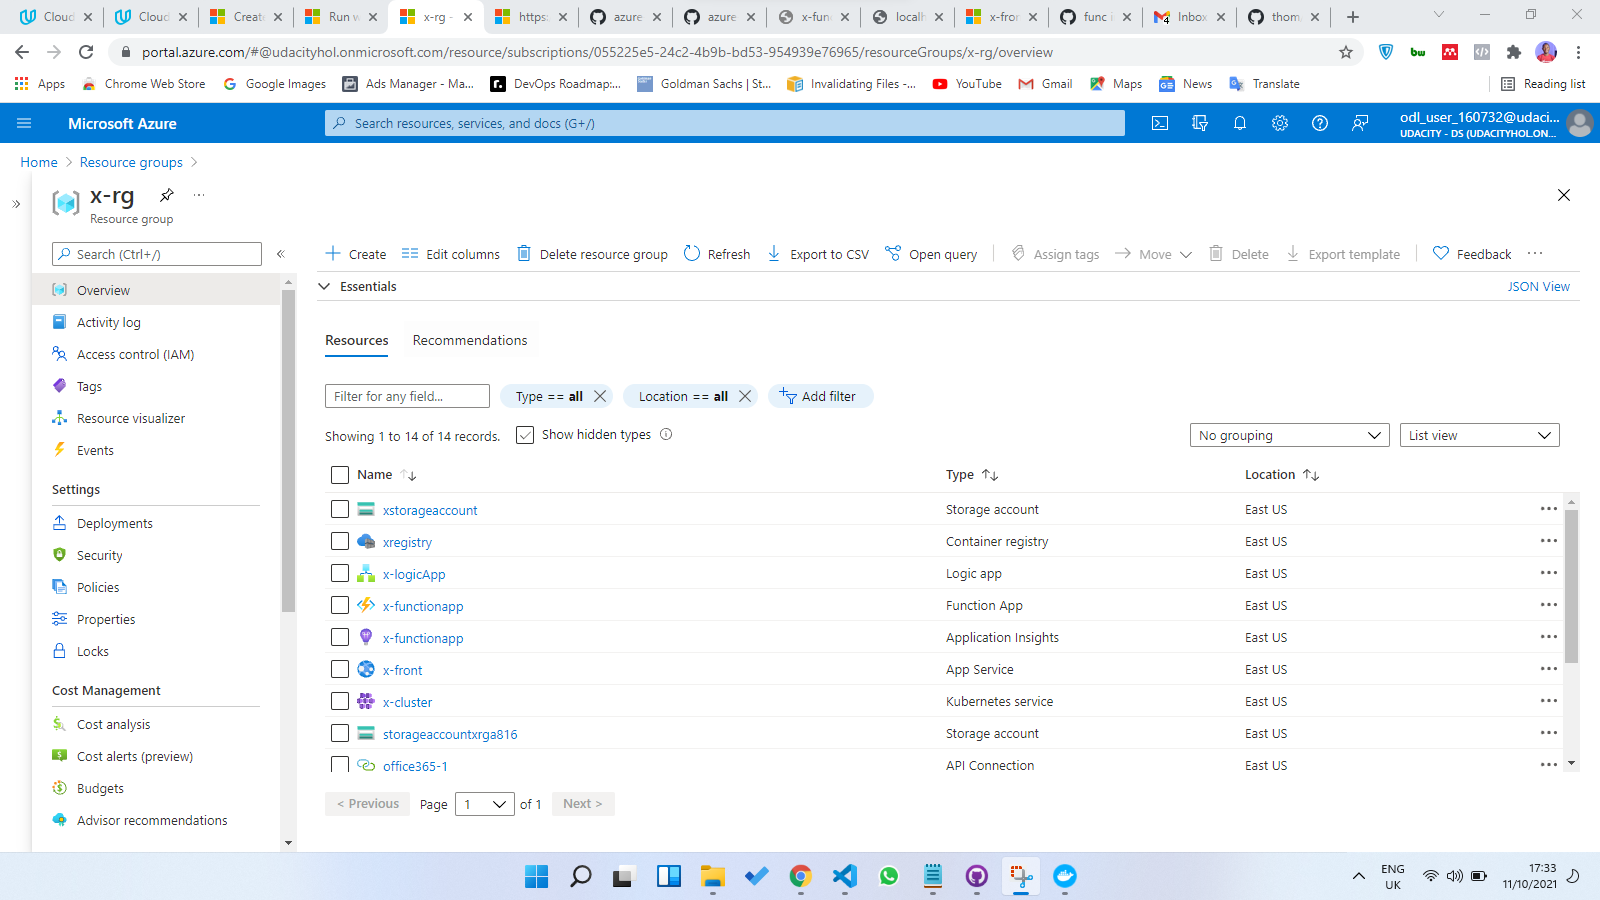 Cloud
Cloud
Create
Run w
x-rg -
https:
azure
azure
x-func
localh
x-fron
func i
Inbox
thom
portal.azure.com/#@udacityhol.onmicrosoft.com/resource/subscriptions/055225e5-24c2-4b9b-bd53-954939e76965/resourceGroups/x-rg/overview
Apps
Chrome Web Store
Google Images
Ads Manager - Ma...
DevOps Roadmap:...
Goldman Sachs | St...
Invalidating Files -...
YouTube
Gmail
Maps
News
Translate
Reading list
Microsoft Azure
Search resources, services, and docs (G+/)
odl_user_160732@udaci...
UDACITY - DS (UDACITYHOL.ON...
Home > Resource groups >
x-rg
Resource group
Search (Ctrl+/)
Create
Edit columns
Delete resource group
Refresh
Export to CSV
Open query
Assign tags
Move
Delete
Export template
Feedback
Essentials
JSON View
Overview
Activity log
Access control (IAM)
Tags
Resource visualizer
Events
Settings
Deployments
Security
Policies
Properties
Locks
Cost Management
Cost analysis
Cost alerts (preview)
Budgets
Advisor recommendations
Resources
Recommendations
Filter for any field...
Type == all
Location == all
Add filter
Showing 1 to 14 of 14 records.
Show hidden types
No grouping
List view
Name Type Location
xstorageaccount Storage account East US
xregistry Container registry East US
x-logicApp Logic app East US
x-functionapp Function App East US
x-functionapp Application Insights East US
x-front App Service East US
x-cluster Kubernetes service East US
storageaccountxrga816 Storage account East US
office365-1 API Connection East US
< Previous Page 1 of 1 Next >
ENG
UK
17:33
11/10/2021